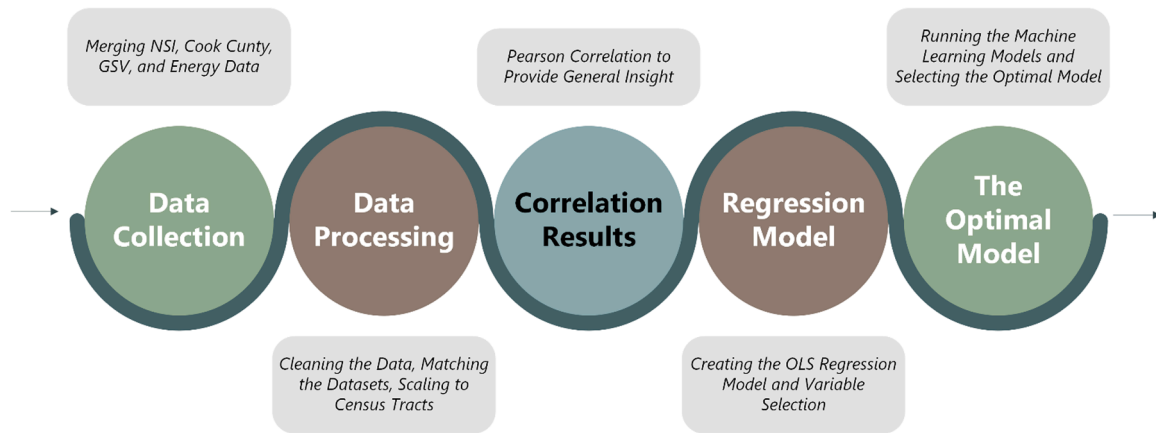 Merging NSI, Cook Cunty,
GSV, and Energy Data
Pearson Correlation to
Provide General Insight
Running the Machine
Learning Models and
Selecting the Optimal Model
Data
Collection
Data
Processing
Correlation
Results
Regression
Model
The
Optimal
Model
Cleaning the Data, Matching
the Datasets, Scaling to
Census Tracts
Creating the OLS Regression
Model and Variable
Selection